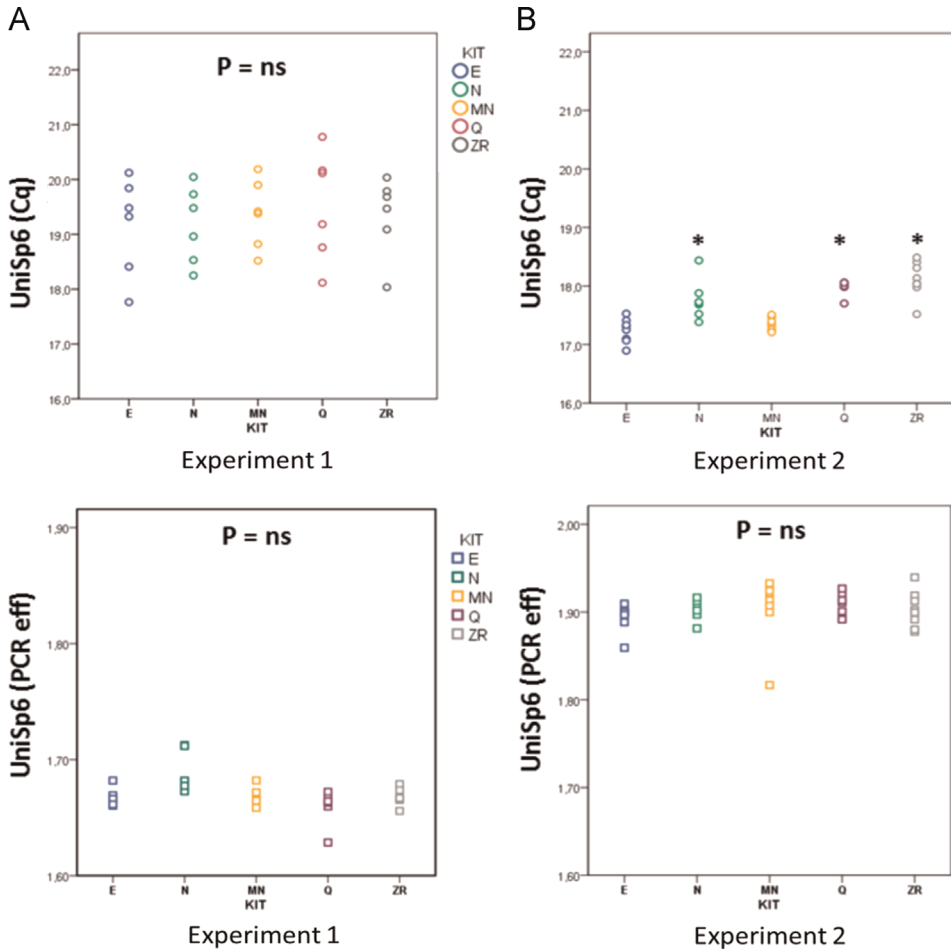 A
B
P = ns
KIT
E
N
MN
Q
ZR
UniSp6 (Cq)
22,0
21,0
20,0
19,0
18,0
17,0
16,0
E N MN Q ZR
KIT
Experiment 1
UniSp6 (Cq)
22,0
21,0
20,0
19,0
18,0
17,0
16,0
* * *
E N MN Q ZR
KIT
Experiment 2
P = ns
KIT
E
N
MN
Q
ZR
UniSp6 (PCR eff)
1,90
1,80
1,70
1,60
E N MN Q ZR
KIT
Experiment 1
P = ns
UniSp6 (PCR eff)
2,00
1,90
1,80
1,70
1,60
E N MN Q ZR
KIT
Experiment 2